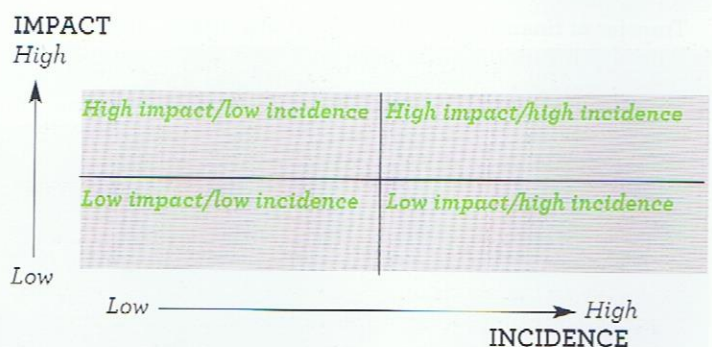 IMPACT
High
High impact/low incidence
High impact/high incidence
Low impact/low incidence
Low impact/high incidence
Low
Low
High
INCIDENCE